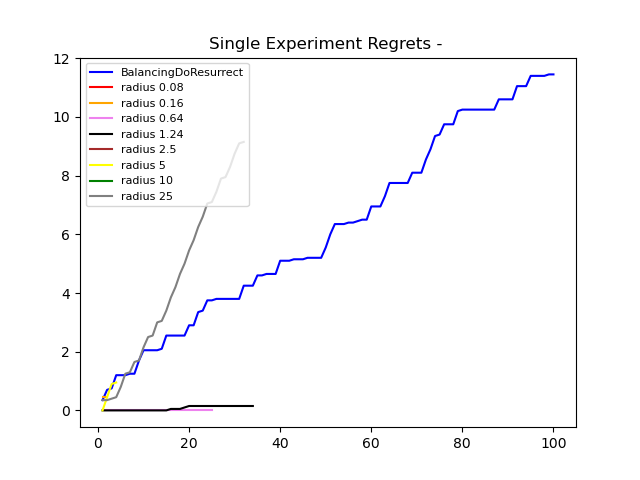 Single Experiment Regrets -
12
10
8
6
4
2
0
BalancingDoResurrect
radius 0.08
radius 0.16
radius 0.64
radius 1.24
radius 2.5
radius 5
radius 10
radius 25
0 20 40 60 80 100